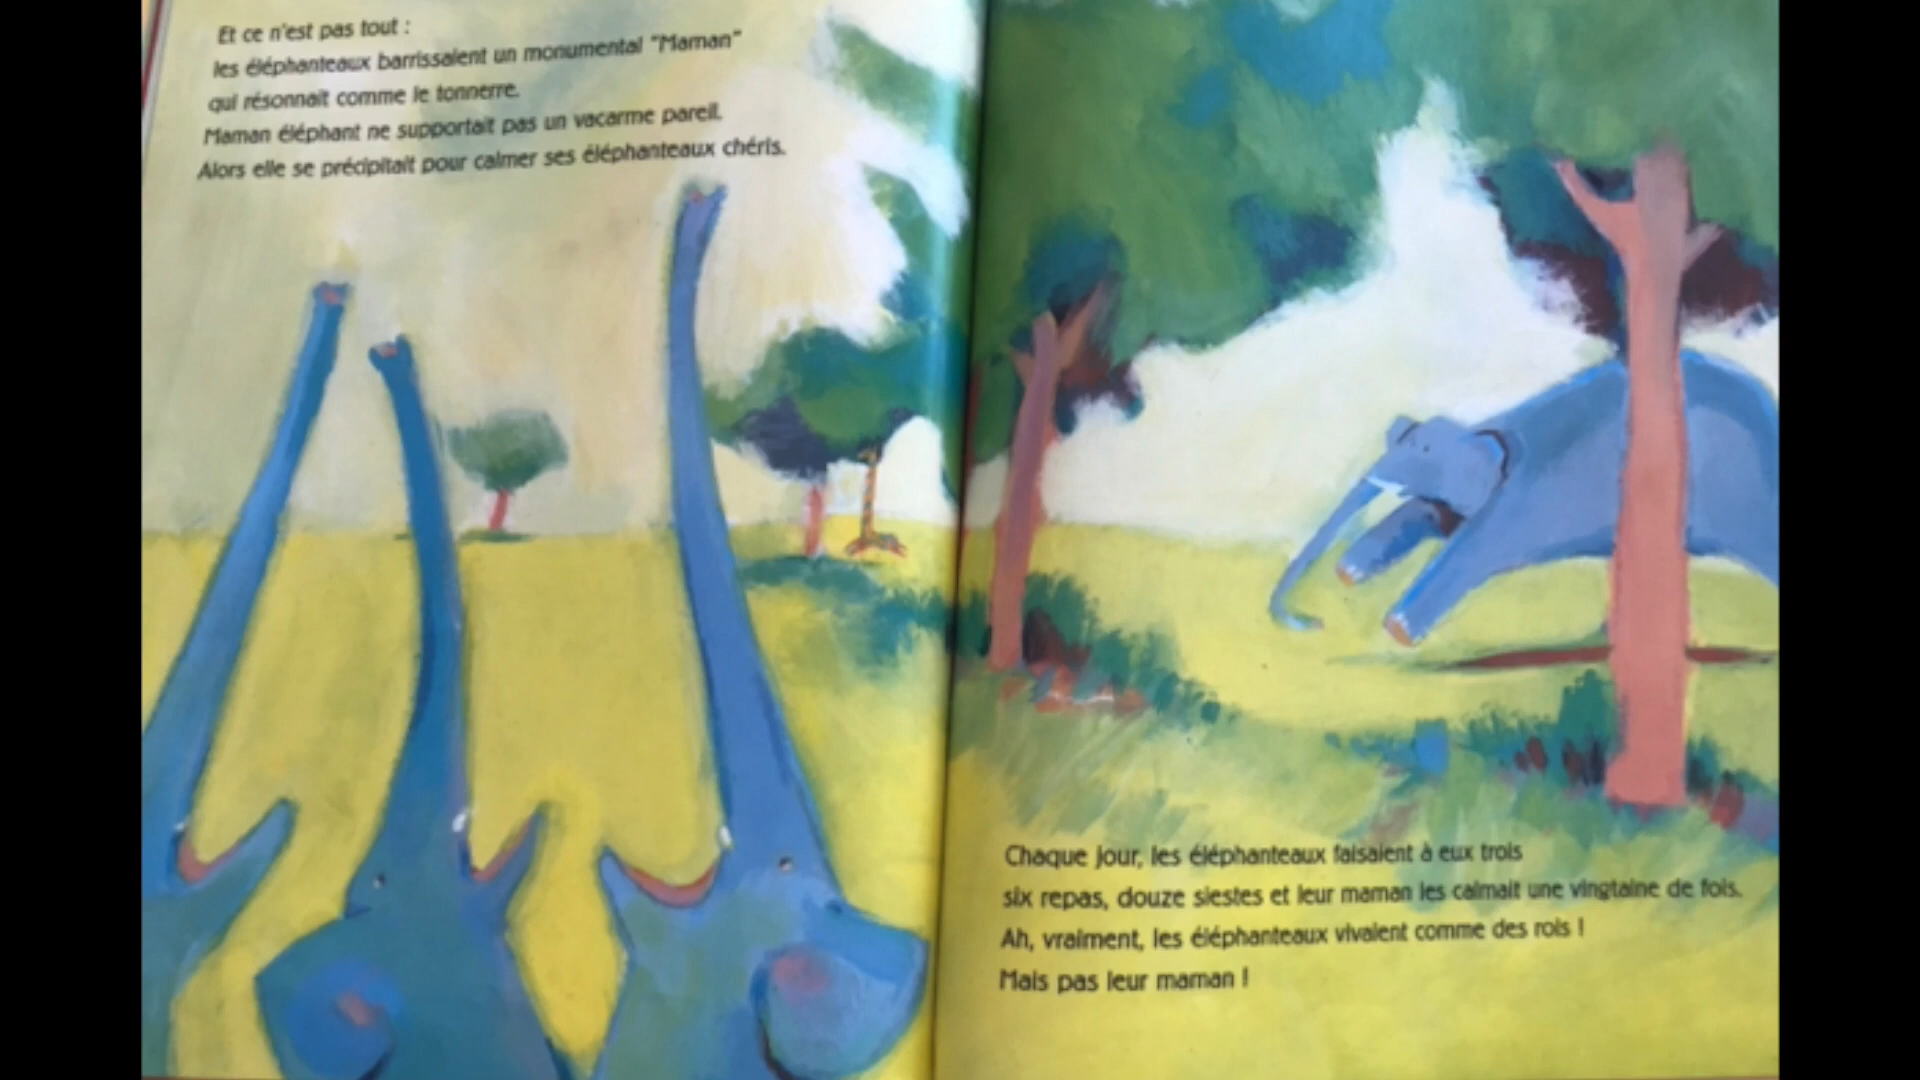 Et ce n'est pas tout :
les éléphanteaux barrissaient un monumental "Maman"
qui résonnait comme le tonnerre.
Maman éléphant ne supportait pas un vacarme pareil.
Alors elle se précipitait pour calmer ses éléphanteaux chéris.
Chaque jour, les éléphanteaux faisaient à eux trois
six repas, douze siestes et leur maman les calmait une vingtaine de fois.
Ah, vraiment, les éléphanteaux vivaient comme des rois !
Mais pas leur maman !